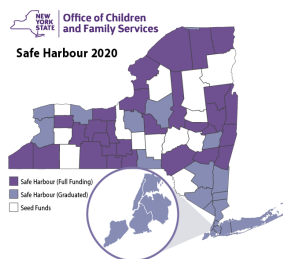 NEW
YORK
STATE
Office of Children
and Family Services
Safe Harbour 2020
Safe Harbour (Full Funding)
Safe Harbour (Graduated)
Seed Funds